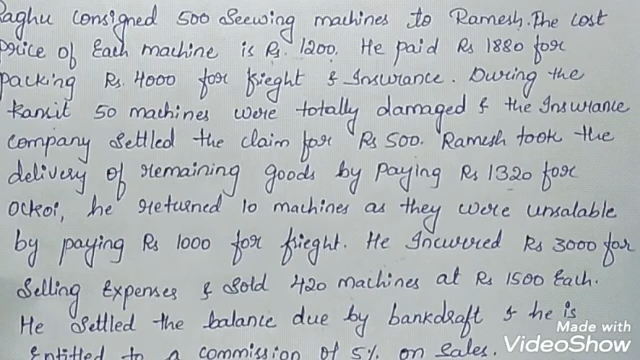 Raghu Consigned 500 Seewing machines to Ramesh. The Cost
Price of Each machine is Rs. 1200. He paid Rs 1880 for
packing Rs. 4000 for frieght & Insurance. During the
transit 50 machines were totally damaged & the Insurance
company settled the claim for Rs 500. Ramesh took the
delivery of remaining goods by paying Rs 1320 for
Octroi, he returned 10 machines as they were unsalable
by paying Rs 1000 for frieght. He Incurred Rs 3000 for
Selling Expenses & Sold 420 machines at Rs 1500 Each.
He Settled the balance due by bankdraft & he is
Entitled to a commission of 5% on Sales.
Made with
VideoShow